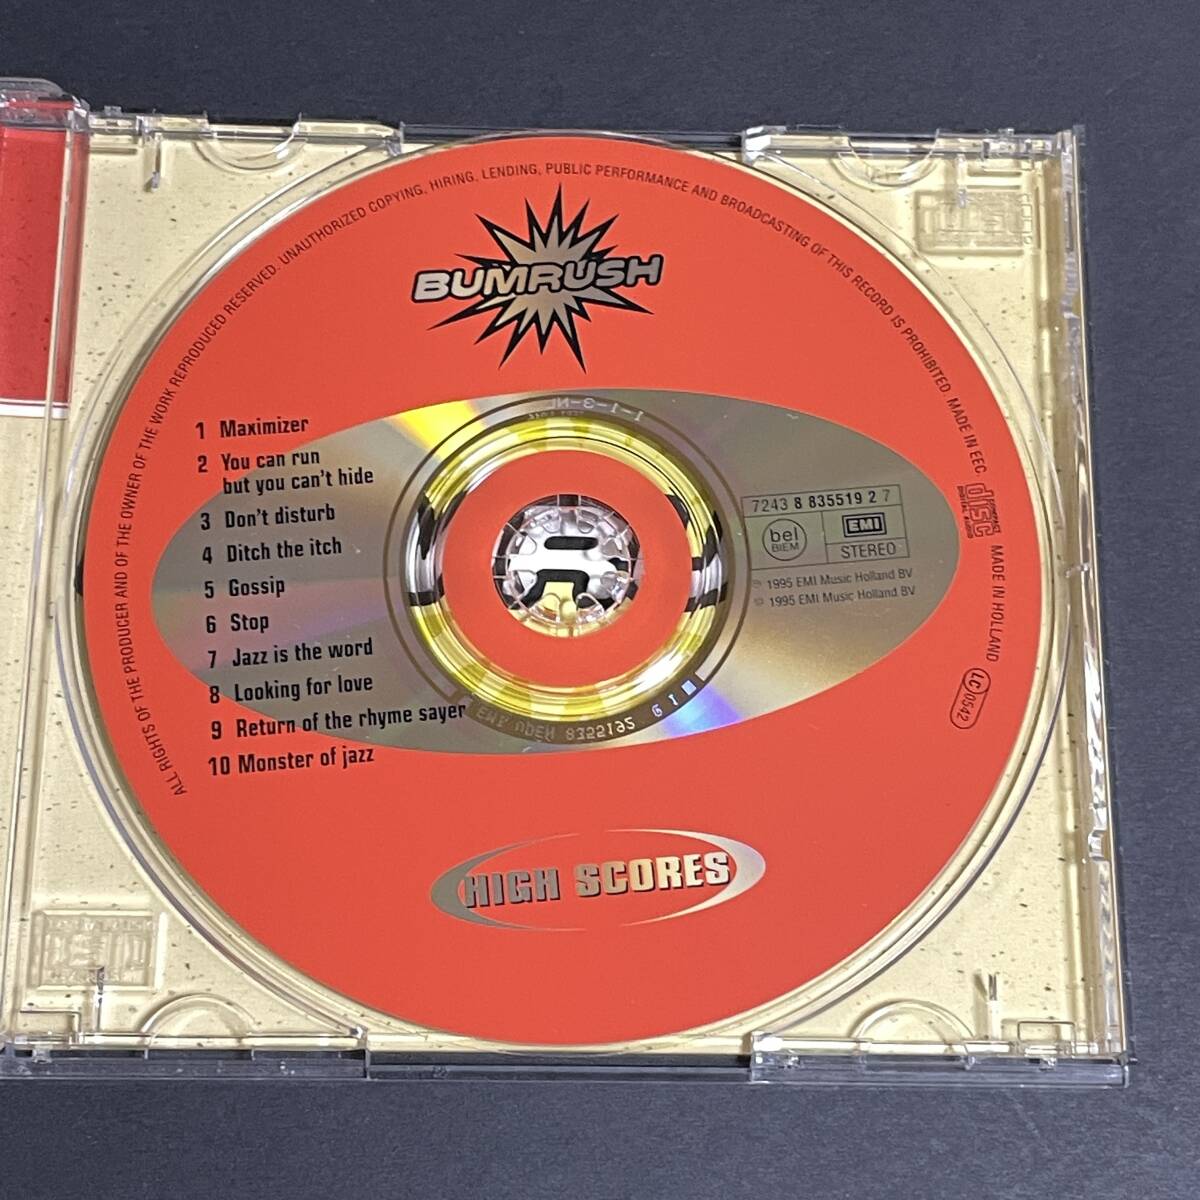 ALL RIGHTS OF THE PRODUCER AND OF THE OWNER OF THE WORK REPRODUCED RESERVED. UNAUTHORIZED COPYING, HIRING, LENDING, PUBLIC PERFORMANCE AND BROADCASTING OF THIS RECORD IS PROHIBITED. MADE IN EEC
BUMRUSH
1 Maximizer
2 You can run
but you can't hide
3 Don't disturb
4 Ditch the itch
5 Gossip
6 Stop
7 Jazz is the word
8 Looking for love
9 Return of the rhyme sayer
10 Monster of jazz
7243 8 835519 2 7
bel
BIEM
EMI
STEREO
℗ 1995 EMI Music Holland BV
© 1995 EMI Music Holland BV
COMPACT
disc
DIGITAL AUDIO
MADE IN HOLLAND
LC 0542
HIGH SCORES